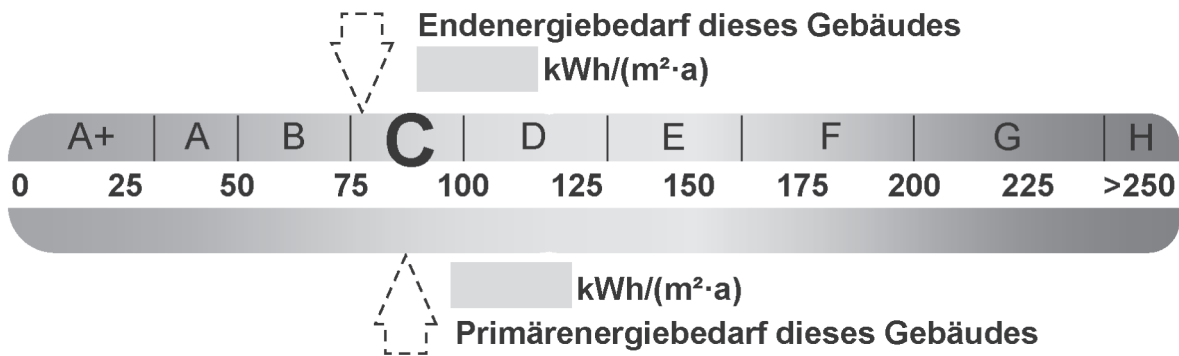 Endenergiebedarf dieses Gebäudes
kWh/(m²·a)
A+ A B C D E F G H
0 25 50 75 100 125 150 175 200 225 >250
kWh/(m²·a)
Primärenergiebedarf dieses Gebäudes